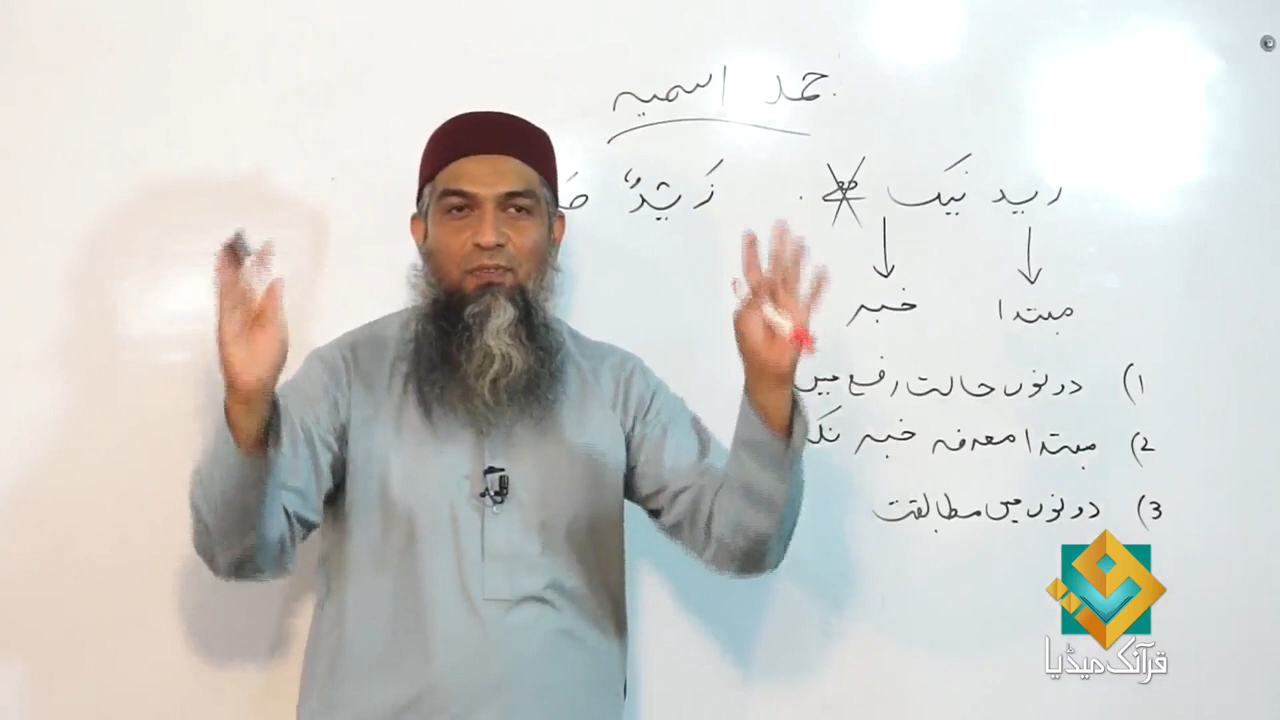 جملہ اسمیہ
زید نیک ہے۔ زَیْدٌ
مبتدا خبر
1) دونوں حالت رفع میں
2) مبتدا معرفہ خبر
3) دونوں میں مطابقت
قرآنک میڈیا